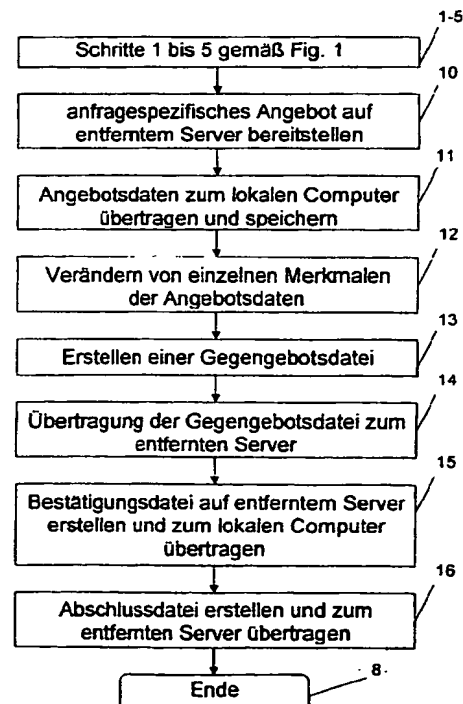 1-5
Schritte 1 bis 5 gemäß Fig. 1
10
anfragespezifisches Angebot auf
entferntem Server bereitstellen
11
Angebotsdaten zum lokalen Computer
übertragen und speichern
12
Verändern von einzelnen Merkmalen
der Angebotsdaten
13
Erstellen einer Gegengebotsdatei
14
Übertragung der Gegengebotsdatei zum
entfernten Server
15
Bestätigungsdatei auf entferntem Server
erstellen und zum lokalen Computer
übertragen
16
Abschlussdatei erstellen und zum
entfernten Server übertragen
8
Ende